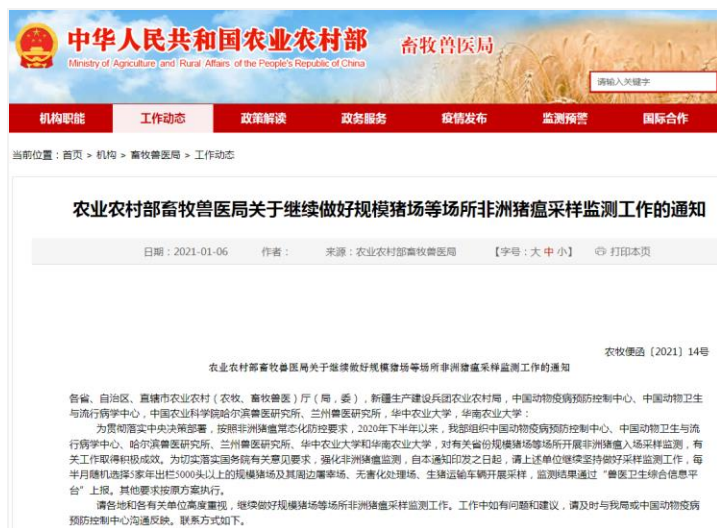 中华人民共和国农业农村部
畜牧兽医局
Ministry of Agriculture and Rural Affairs of the People's Republic of China
请输入关键字
机构职能 工作动态 政策解读 政务服务 疫情发布 监测预警 国际合作
当前位置：首页 > 机构 > 畜牧兽医局 > 工作动态
农业农村部畜牧兽医局关于继续做好规模猪场等场所非洲猪瘟采样监测工作的通知
日期：2021-01-06 作者： 来源：农业农村部畜牧兽医局 【字号：大 中 小】 打印本页
农牧便函〔2021〕14号
农业农村部畜牧兽医局关于继续做好规模猪场等场所非洲猪瘟采样监测工作的通知
各省、自治区、直辖市农业农村（农牧、畜牧兽医）厅（局，委），新疆生产建设兵团农业农村局，中国动物疫病预防控制中心、中国动物卫生
与流行病学中心，中国农业科学院哈尔滨兽医研究所、兰州兽医研究所，华中农业大学，华南农业大学：
为贯彻落实中央决策部署，按照非洲猪瘟常态化防控要求，2020年下半年以来，我部组织中国动物疫病预防控制中心、中国动物卫生与流
行病学中心、哈尔滨兽医研究所、兰州兽医研究所、华中农业大学和华南农业大学，对有关省份规模猪场等场所开展非洲猪瘟入场采样监测，有
关工作取得积极成效。为切实落实国务院有关意见要求，强化非洲猪瘟监测，自本通知印发之日起，请上述单位继续坚持做好采样监测工作，每
半月随机选择5家年出栏5000头以上的规模猪场及其周边屠宰场、无害化处理场、生猪运输车辆开展采样，监测结果通过“兽医卫生综合信息平
台”上报。其他要求按原方案执行。
请各地和各有关单位高度重视，继续做好规模猪场等场所非洲猪瘟采样监测工作。工作中如有问题和建议，请及时与我局或中国动物疫病
预防控制中心沟通反映。联系方式如下。